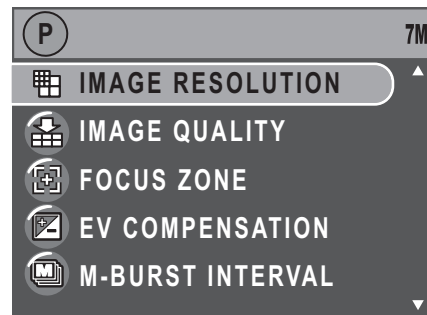 P
7M
IMAGE RESOLUTION
IMAGE QUALITY
FOCUS ZONE
EV COMPENSATION
M-BURST INTERVAL